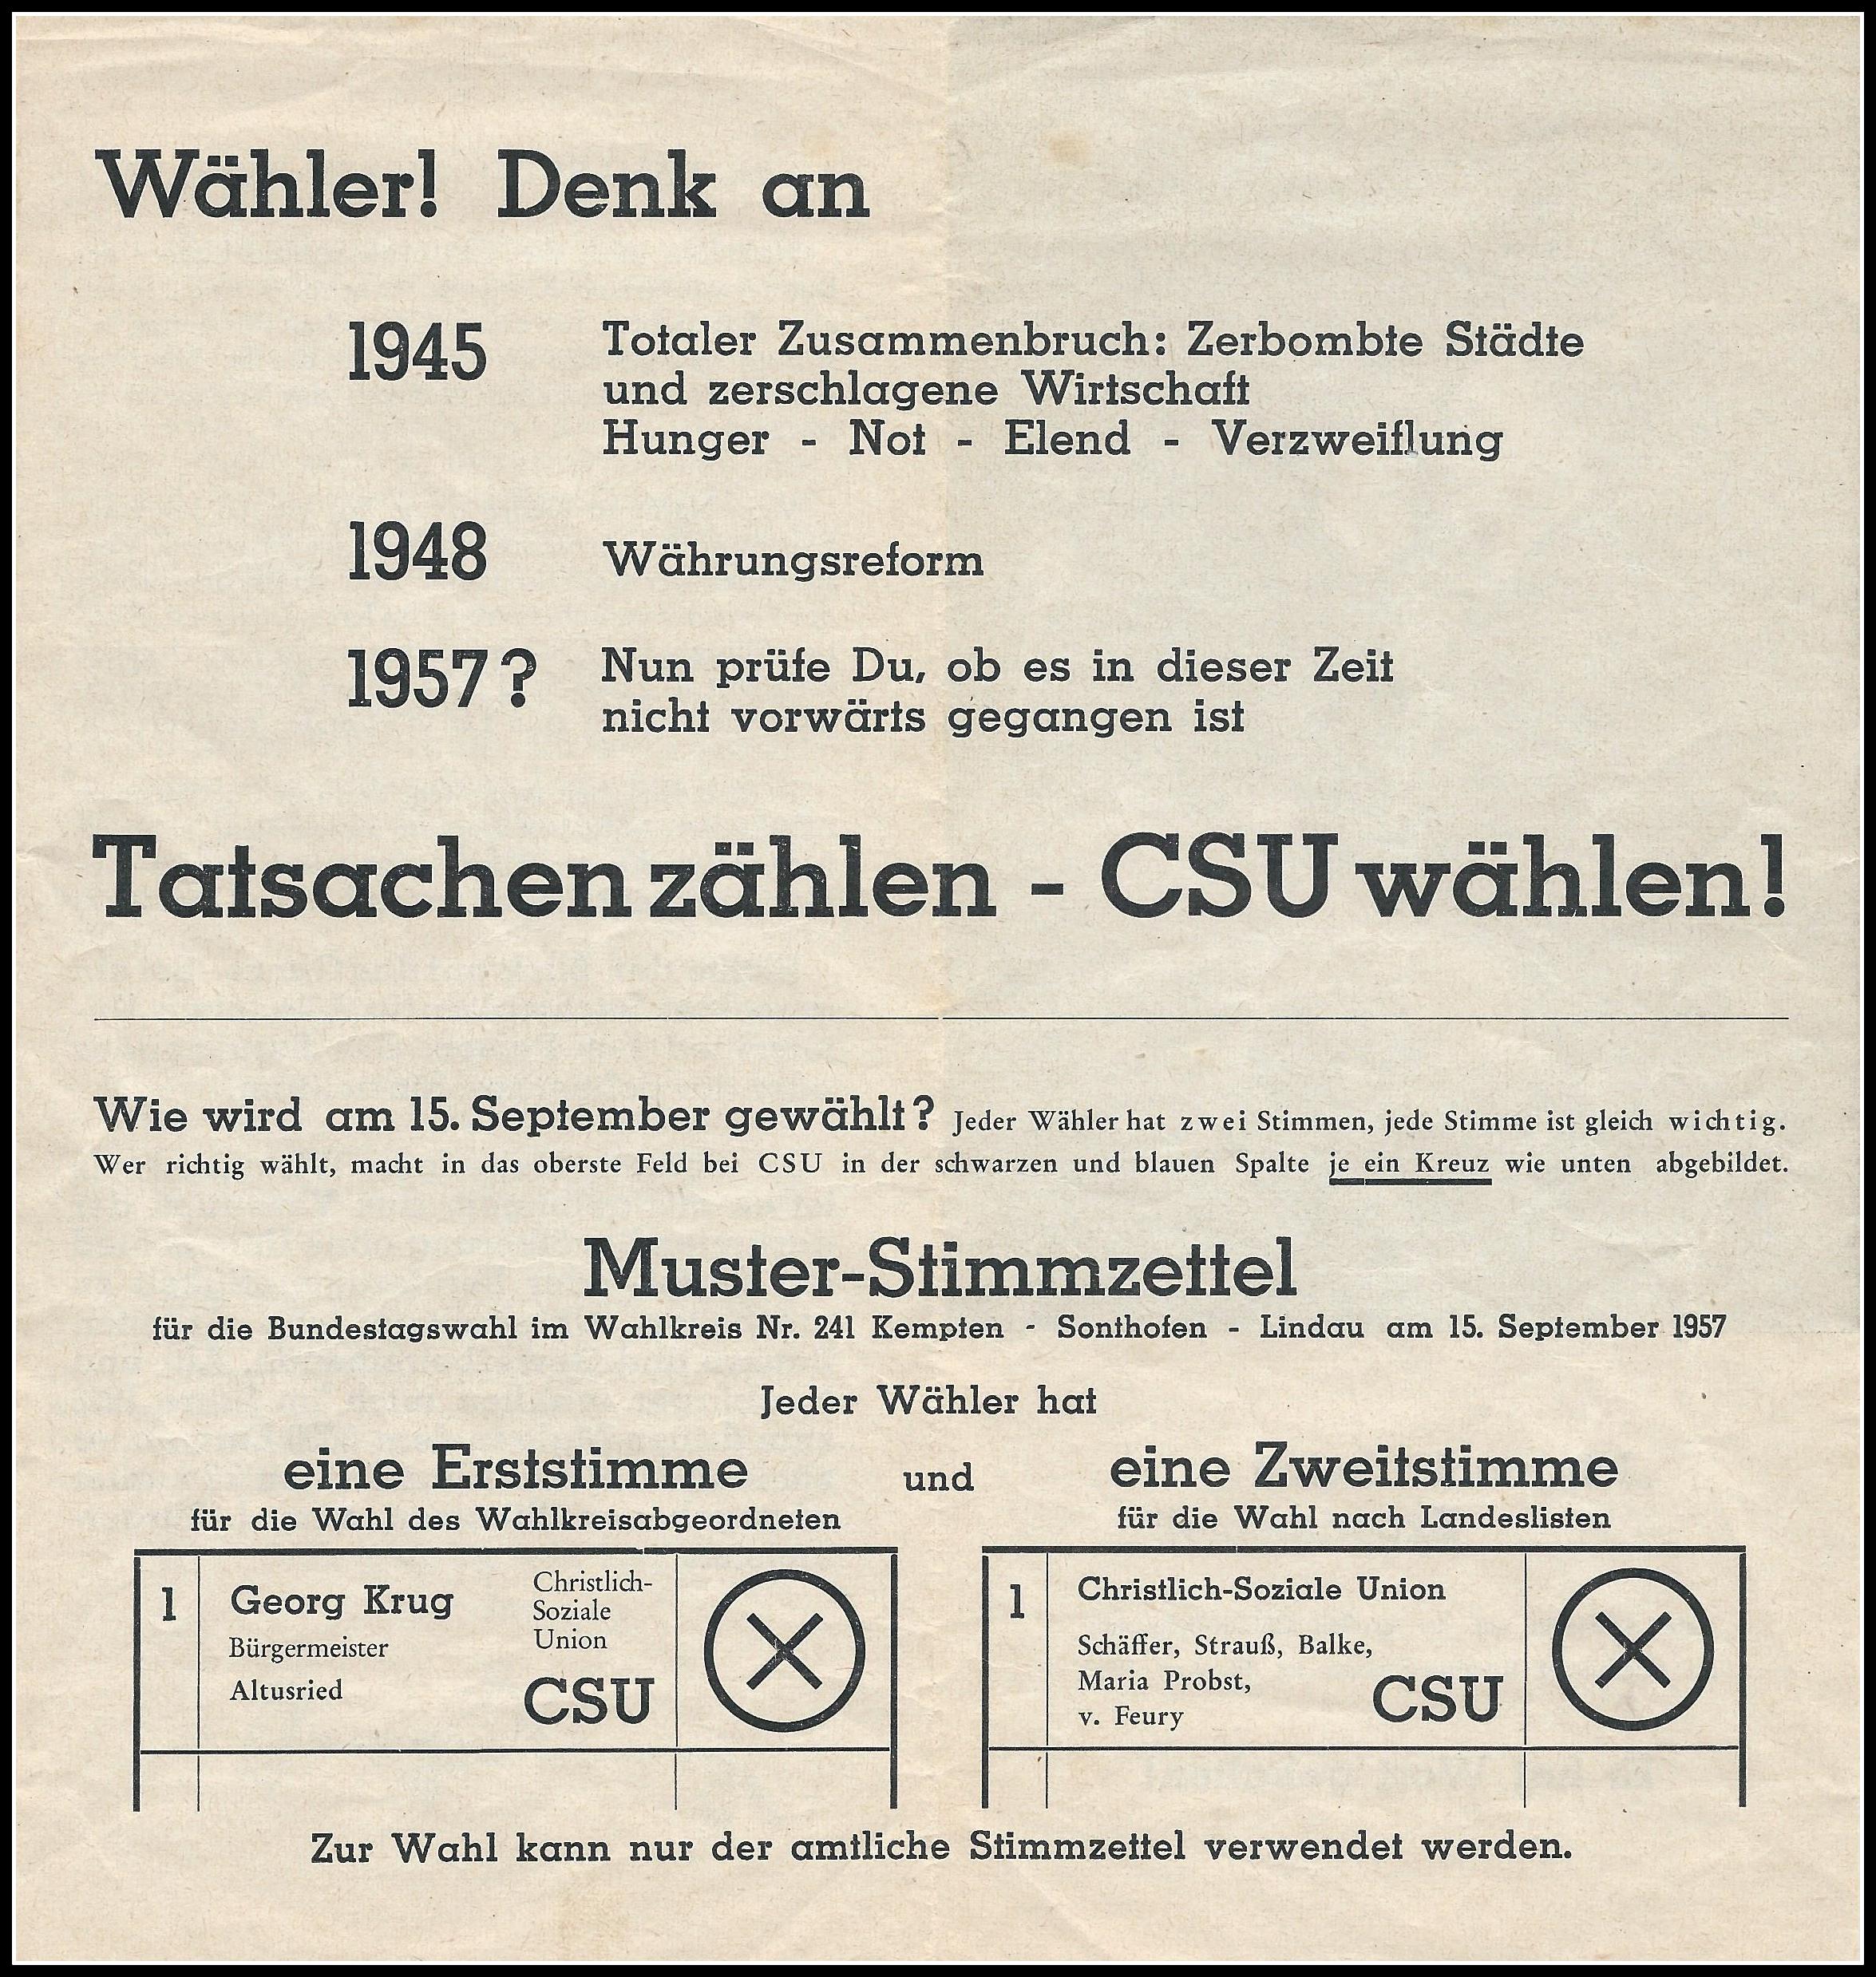 Wähler! Denk an
1945 Totaler Zusammenbruch: Zerbombte Städte
und zerschlagene Wirtschaft
Hunger - Not - Elend - Verzweiflung
1948 Währungsreform
1957? Nun prüfe Du, ob es in dieser Zeit
nicht vorwärts gegangen ist
Tatsachen zählen - CSU wählen!
Wie wird am 15. September gewählt? Jeder Wähler hat zwei Stimmen, jede Stimme ist gleich wichtig.
Wer richtig wählt, macht in das oberste Feld bei CSU in der schwarzen und blauen Spalte je ein Kreuz wie unten abgebildet.
Muster-Stimmzettel
für die Bundestagswahl im Wahlkreis Nr. 241 Kempten - Sonthofen - Lindau am 15. September 1957
Jeder Wähler hat
eine Erststimme und eine Zweitstimme
für die Wahl des Wahlkreisabgeordneten
für die Wahl nach Landeslisten
1 Georg Krug
Bürgermeister
Altusried
Christlich-
Soziale
Union
CSU
1 Christlich-Soziale Union
Schäffer, Strauß, Balke,
Maria Probst,
v. Feury
CSU
Zur Wahl kann nur der amtliche Stimmzettel verwendet werden.